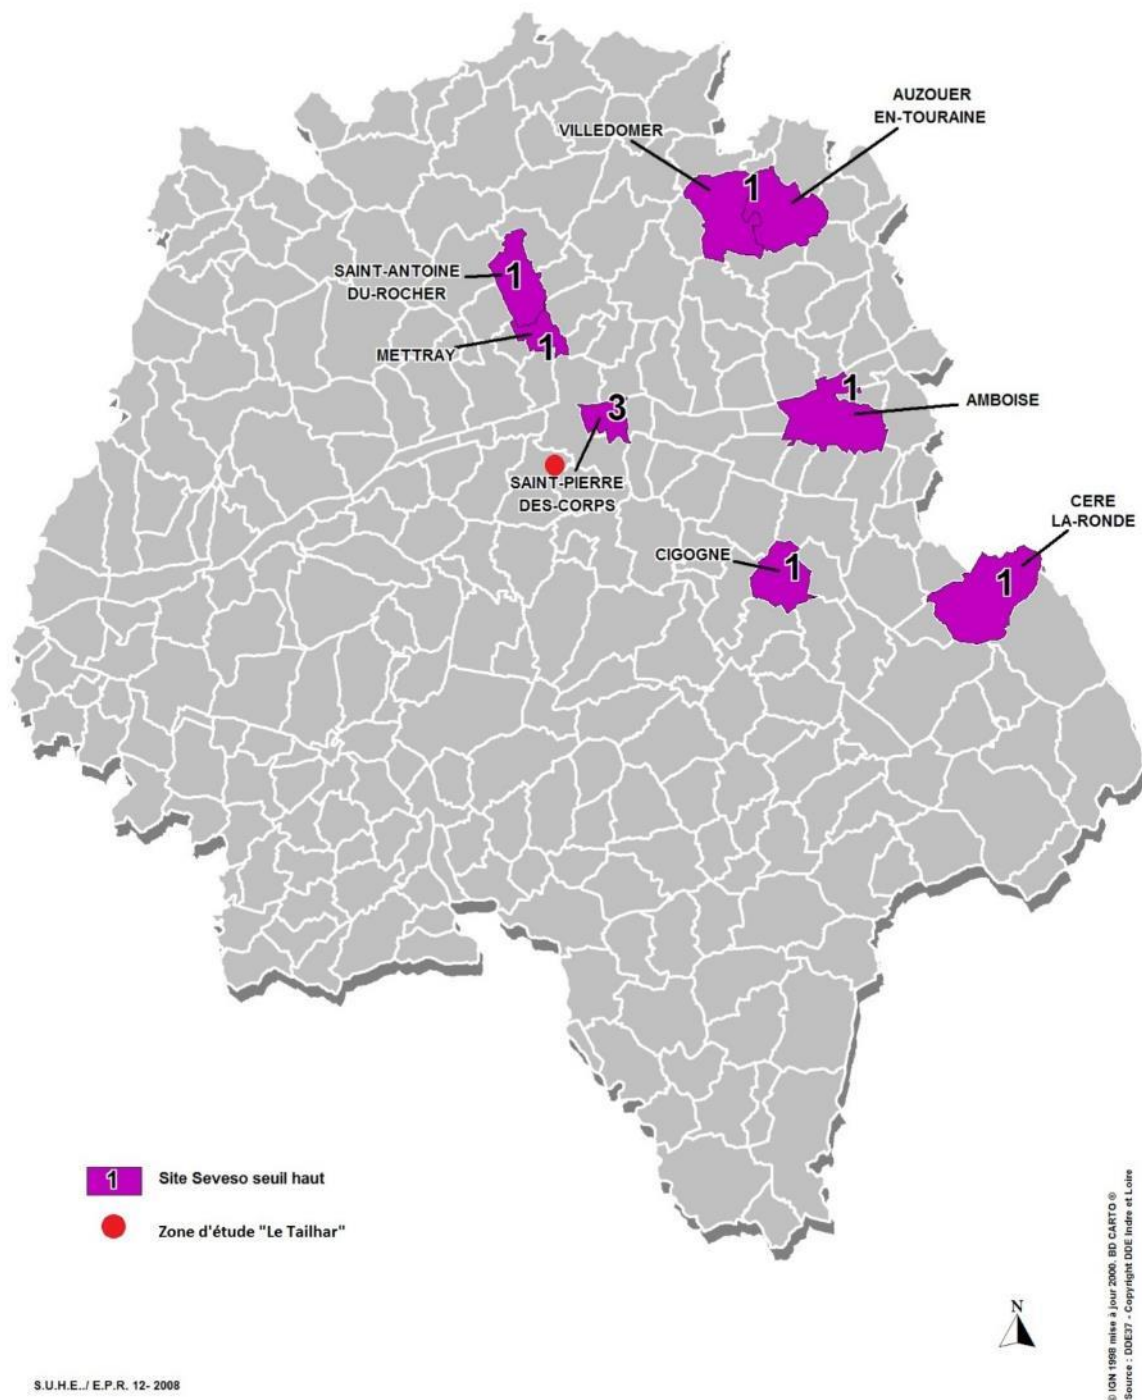 AUZOUER
EN-TOURAINE
VILLEDOMER
1
SAINT-ANTOINE
DU-ROCHER
1
METTRAY
1
1
AMBOISE
3
SAINT-PIERRE
DES-CORPS
CERE
LA-RONDE
CIGOGNE
1
1
1 Site Seveso seuil haut
Zone d'étude "Le Tailhar"
N
S.U.H.E../ E.P.R. 12- 2008
© IGN 1998 mise à jour 2000. BD CARTO ®
Source : DDE37 - Copyright DDE Indre et Loire